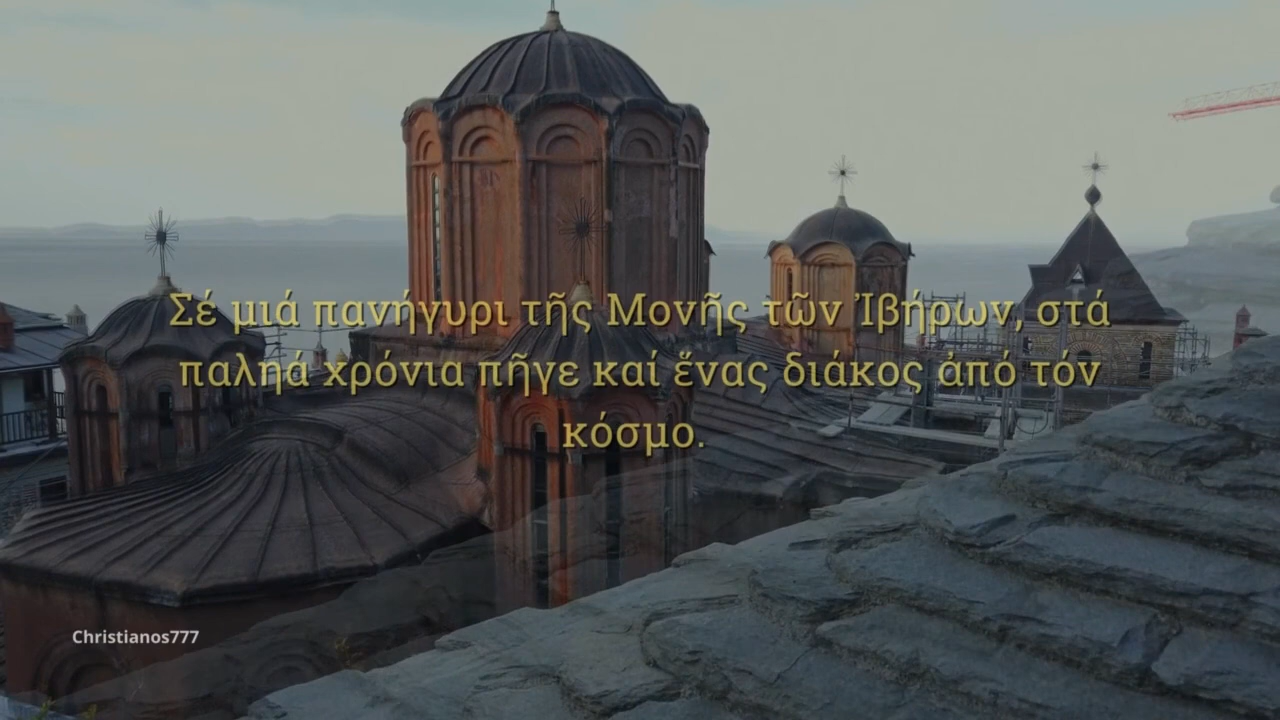 Σέ μιά πανήγυρι τῆς Μονῆς τῶν Ἰβήρων, στά
παληά χρόνια πῆγε καί ἕνας διάκος ἀπό τόν
κόσμο.
Christianos777